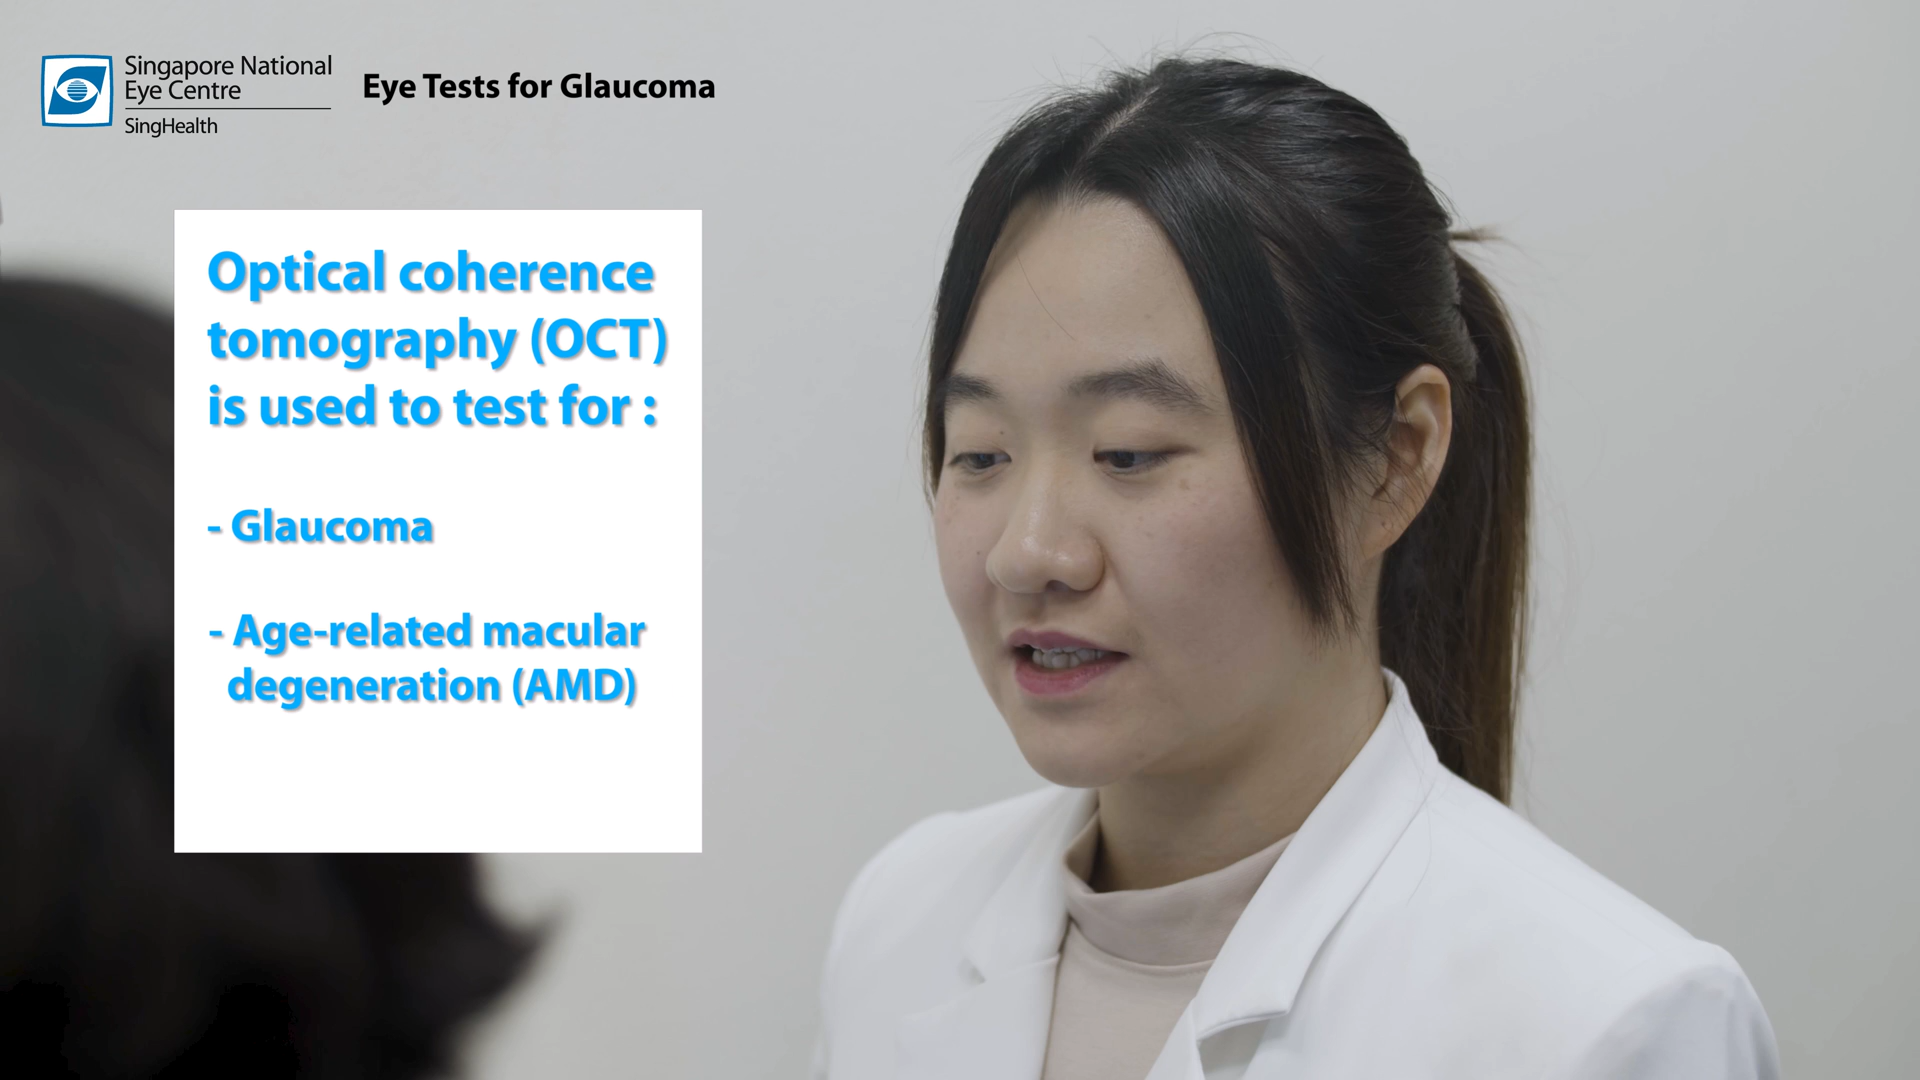 Singapore National
Eye Centre
SingHealth
Eye Tests for Glaucoma
Optical coherence
tomography (OCT)
is used to test for :
- Glaucoma
- Age-related macular
degeneration (AMD)